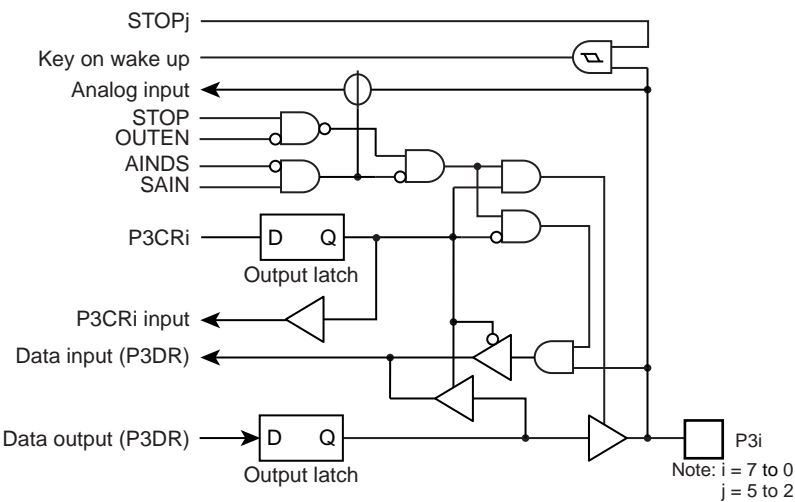 STOPj
Key on wake up
Analog input
STOP
OUTEN
AINDS
SAIN
P3CRi
D Q
Output latch
P3CRi input
Data input (P3DR)
Data output (P3DR)
D Q
Output latch
P3i
Note: i = 7 to 0
j = 5 to 2